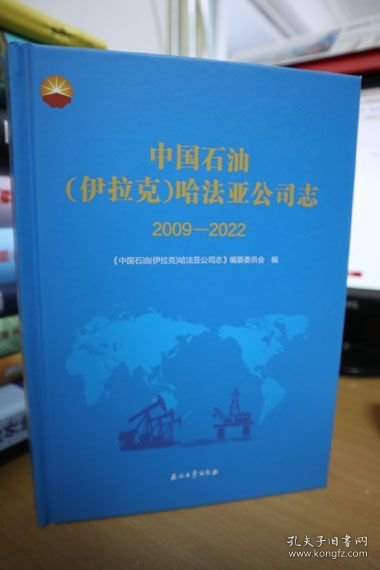 中国石油
（伊拉克）哈法亚公司志
2009—2022
《中国石油(伊拉克)哈法亚公司志》编纂委员会 编
石油工业出版社
孔夫子旧书网
www.kongfz.com